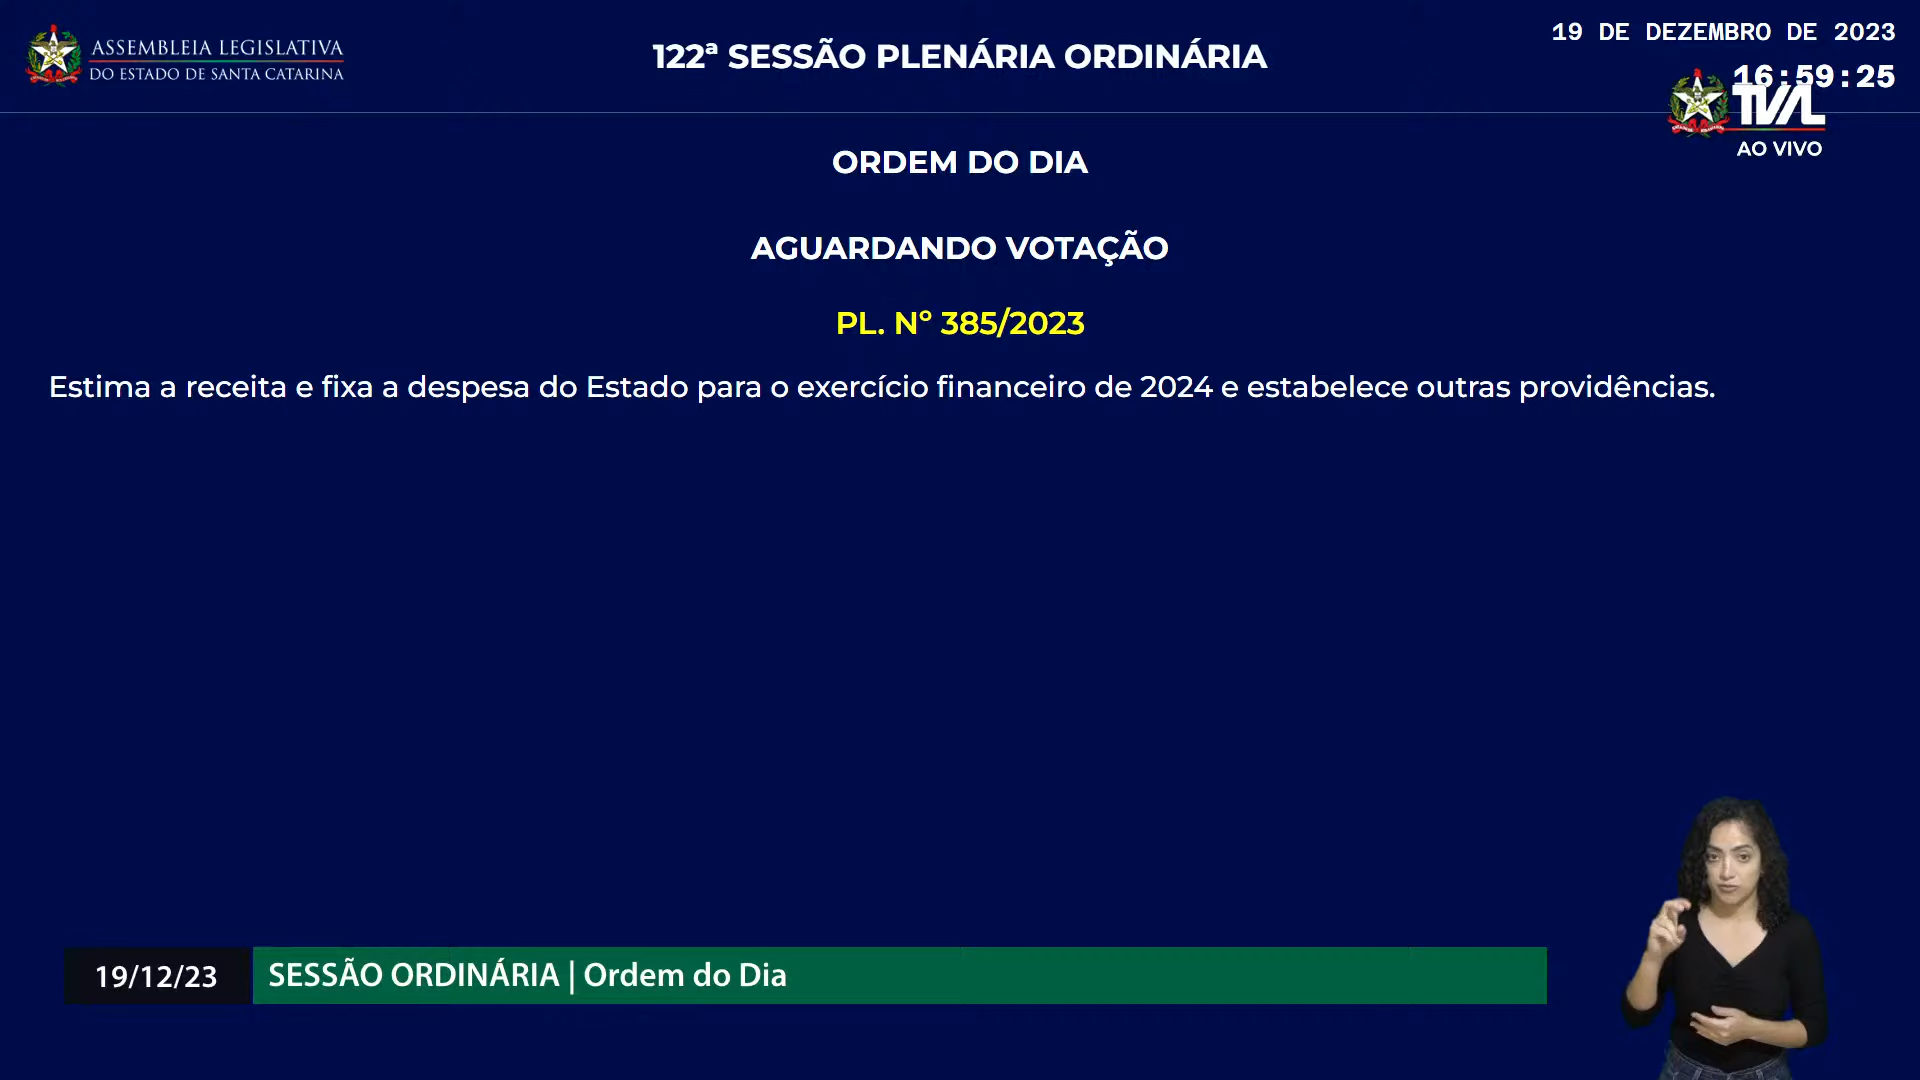 ASSEMBLEIA LEGISLATIVA
DO ESTADO DE SANTA CATARINA
122ª SESSÃO PLENÁRIA ORDINÁRIA
19 DE DEZEMBRO DE 2023
16:59:25
TVAL
AO VIVO
ORDEM DO DIA
AGUARDANDO VOTAÇÃO
PL. Nº 385/2023
Estima a receita e fixa a despesa do Estado para o exercício financeiro de 2024 e estabelece outras providências.
19/12/23
SESSÃO ORDINÁRIA | Ordem do Dia